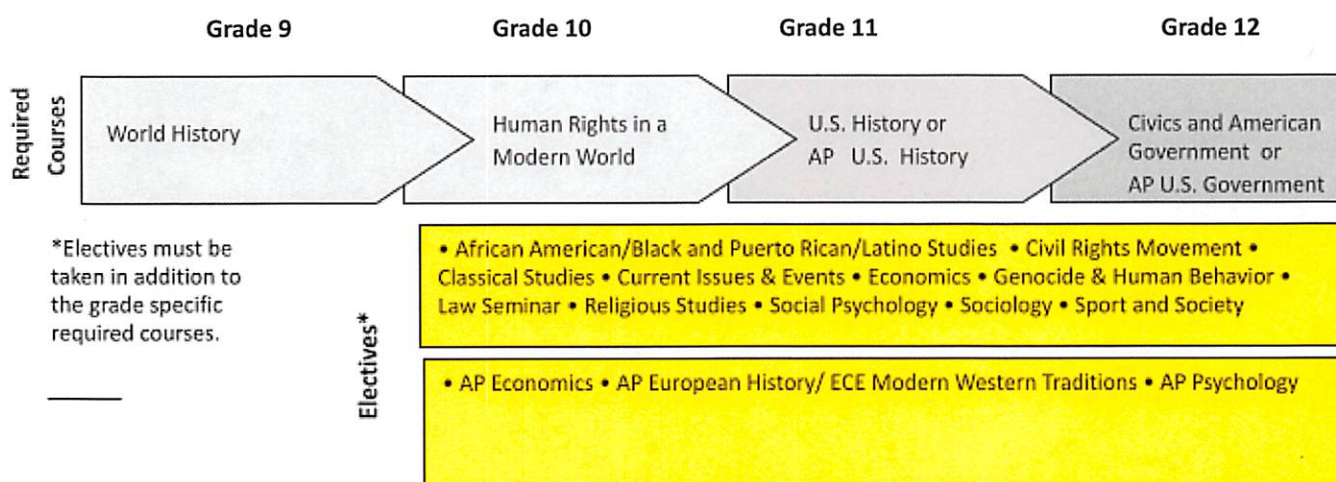 Grade 9 Grade 10 Grade 11 Grade 12
Required
Courses
World History
Human Rights in a
Modern World
U.S. History or
AP U.S. History
Civics and American
Government or
AP U.S. Government
*Electives must be
taken in addition to
the grade specific
required courses.
Electives*
• African American/Black and Puerto Rican/Latino Studies • Civil Rights Movement •
Classical Studies • Current Issues & Events • Economics • Genocide & Human Behavior •
Law Seminar • Religious Studies • Social Psychology • Sociology • Sport and Society
• AP Economics • AP European History/ ECE Modern Western Traditions • AP Psychology